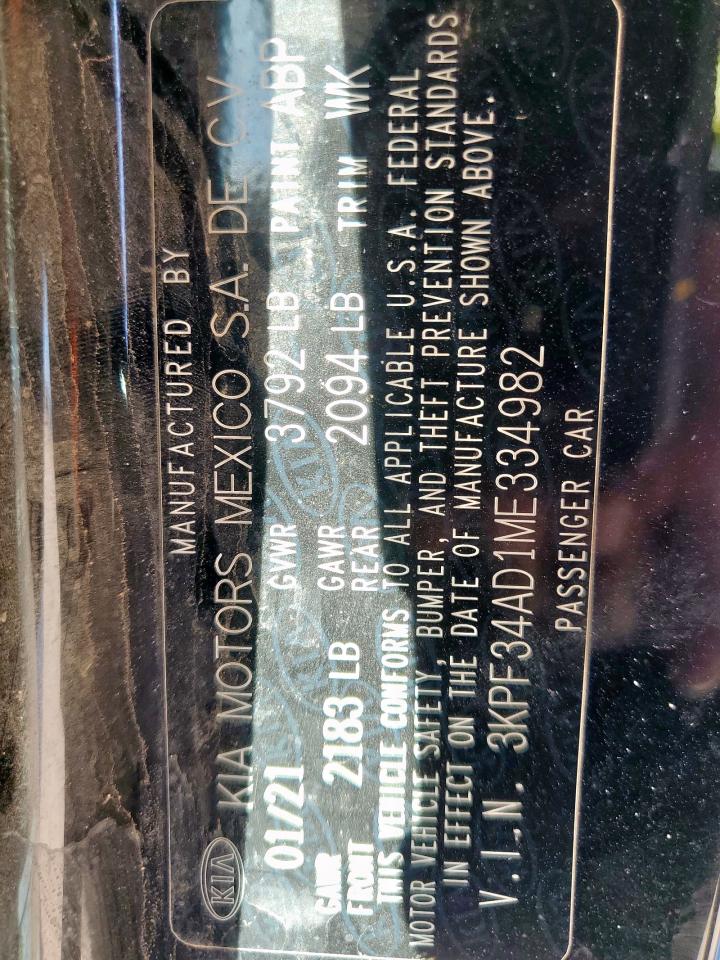 MANUFACTURED BY
KIA KIA MOTORS MEXICO S.A. DE CV
01/21 GVWR 3792 LB PAINT ABP
GAWR FRONT 2183 LB GAWR REAR 2094 LB TRIM WK
THIS VEHICLE CONFORMS TO ALL APPLICABLE U.S.A. FEDERAL
MOTOR VEHICLE SAFETY, BUMPER, AND THEFT PREVENTION STANDARDS
IN EFFECT ON THE DATE OF MANUFACTURE SHOWN ABOVE.
V.I.N. 3KPF34AD1ME334982
PASSENGER CAR